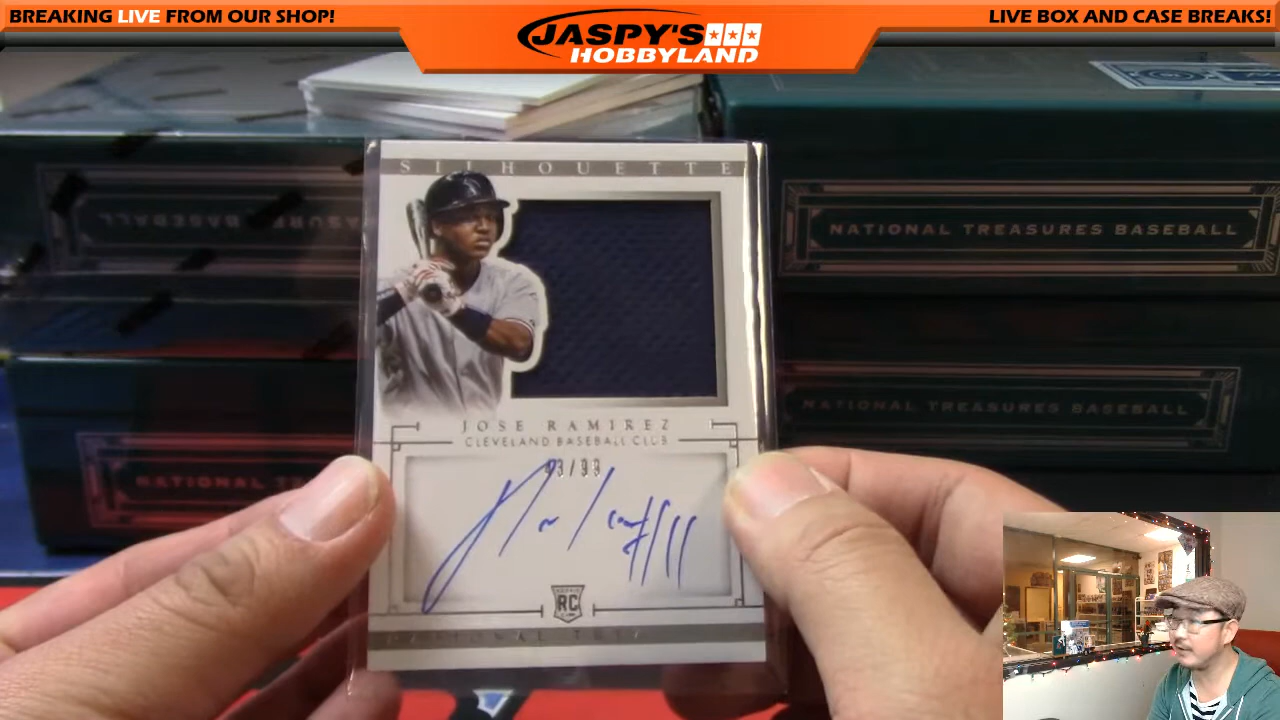 BREAKING LIVE FROM OUR SHOP!
JASPY'S
HOBBYLAND
LIVE BOX AND CASE BREAKS!
SILHOUETTE
NATIONAL TREASURES BASEBALL
NATIONAL TREASURES BASEBALL
JOSE RAMIREZ
CLEVELAND BASEBALL CLUB
RC